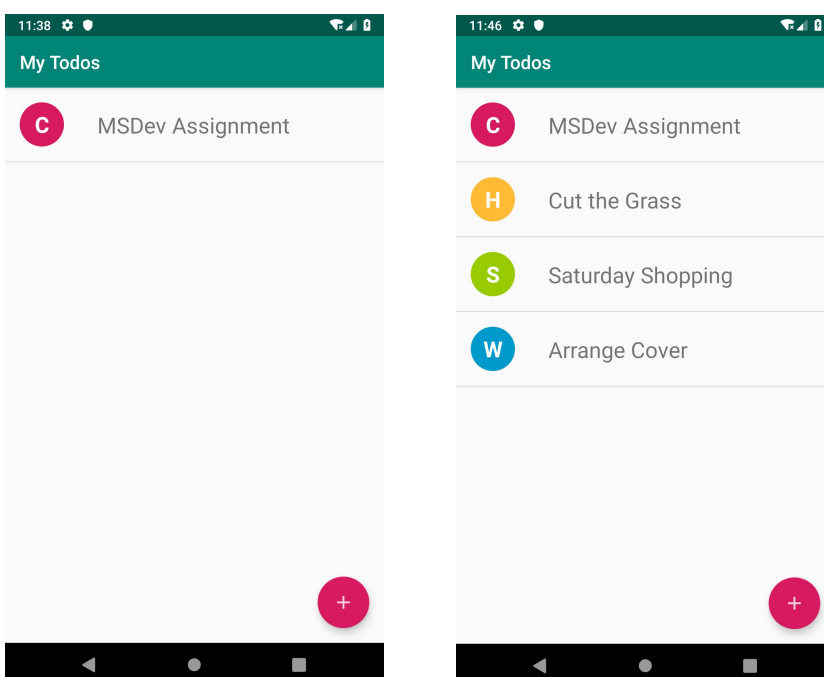 11:38
My Todos
C MSDev Assignment
+
11:46
My Todos
C MSDev Assignment
H Cut the Grass
S Saturday Shopping
W Arrange Cover
+